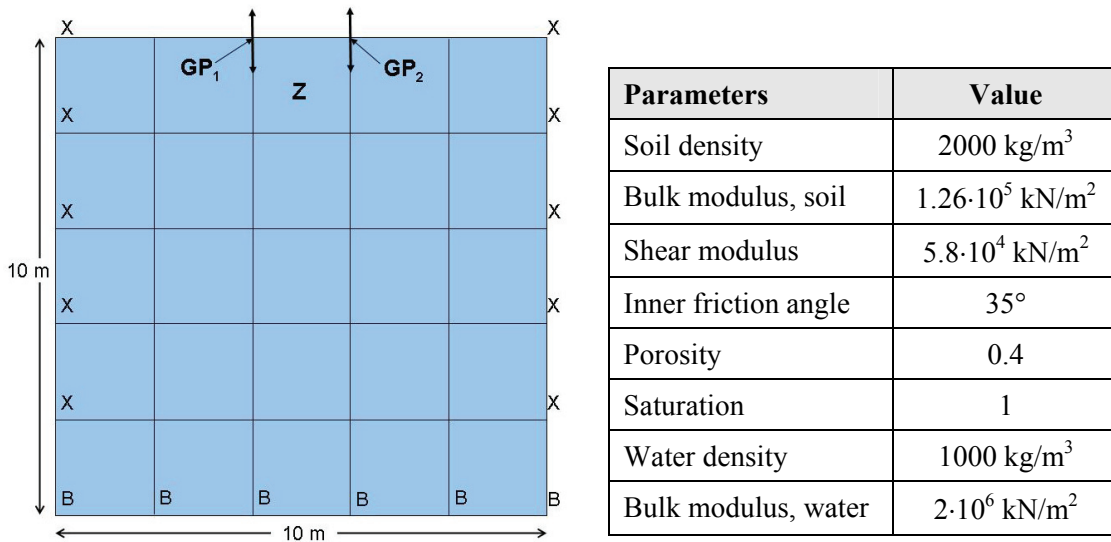 X X
GP₁ GP₂
Z
X X
X X
10 m
X X
X X
B B B B B B
10 m
Parameters Value
Soil density 2000 kg/m³
Bulk modulus, soil 1.26·10⁵ kN/m²
Shear modulus 5.8·10⁴ kN/m²
Inner friction angle 35°
Porosity 0.4
Saturation 1
Water density 1000 kg/m³
Bulk modulus, water 2·10⁶ kN/m²